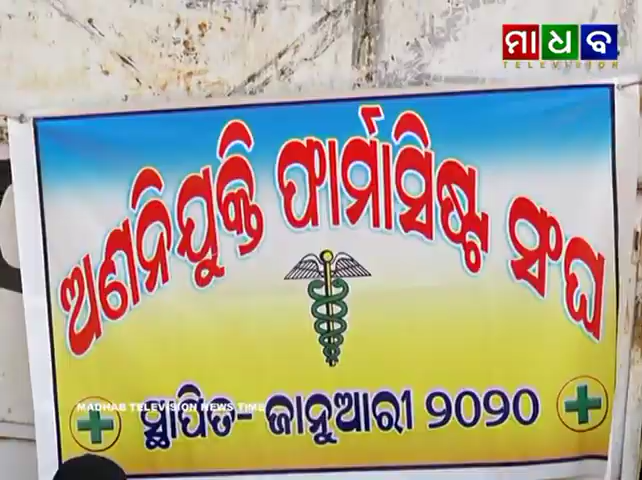 ମାଧବ
TELEVISION
ଅଣନିଯୁକ୍ତି ଫାର୍ମାସିଷ୍ଟ ସଂଘ
MADHAB TELEVISION NEWS TIME
ସ୍ଥାପିତ- ଜାନୁଆରୀ ୨୦୨୦